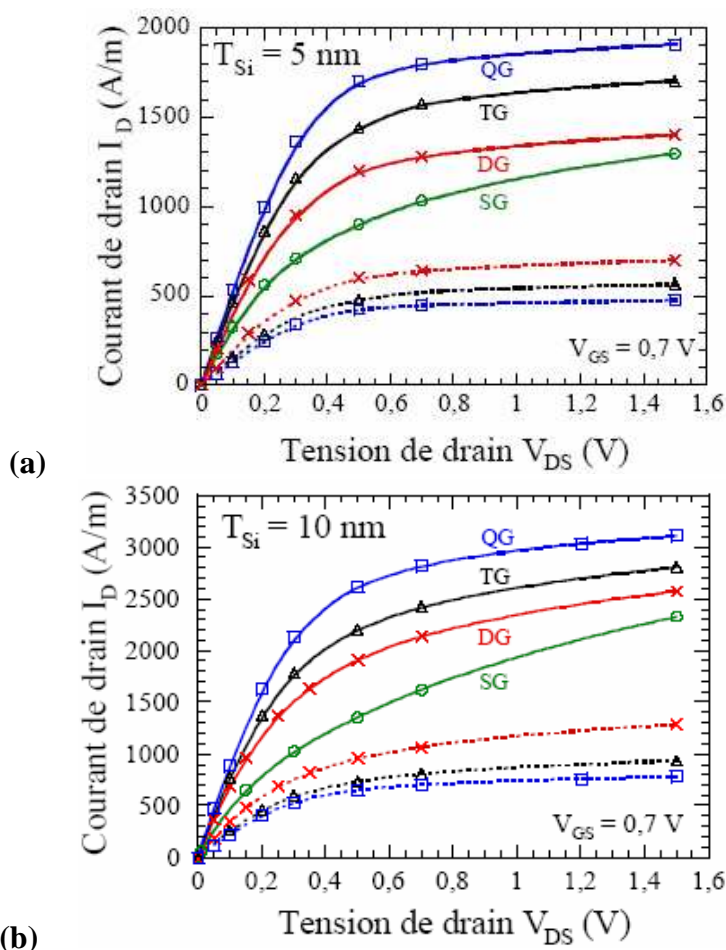 2000
T_Si = 5 nm
QG
1500
TG
DG
1000
SG
500
V_GS = 0,7 V
0
0 0,2 0,4 0,6 0,8 1 1,2 1,4 1,6
Courant de drain I_D (A/m)
Tension de drain V_DS (V)
(a)
3500
T_Si = 10 nm
QG
3000
TG
2500
DG
2000
SG
1500
1000
500
V_GS = 0,7 V
0
0 0,2 0,4 0,6 0,8 1 1,2 1,4 1,6
Courant de drain I_D (A/m)
Tension de drain V_DS (V)
(b)